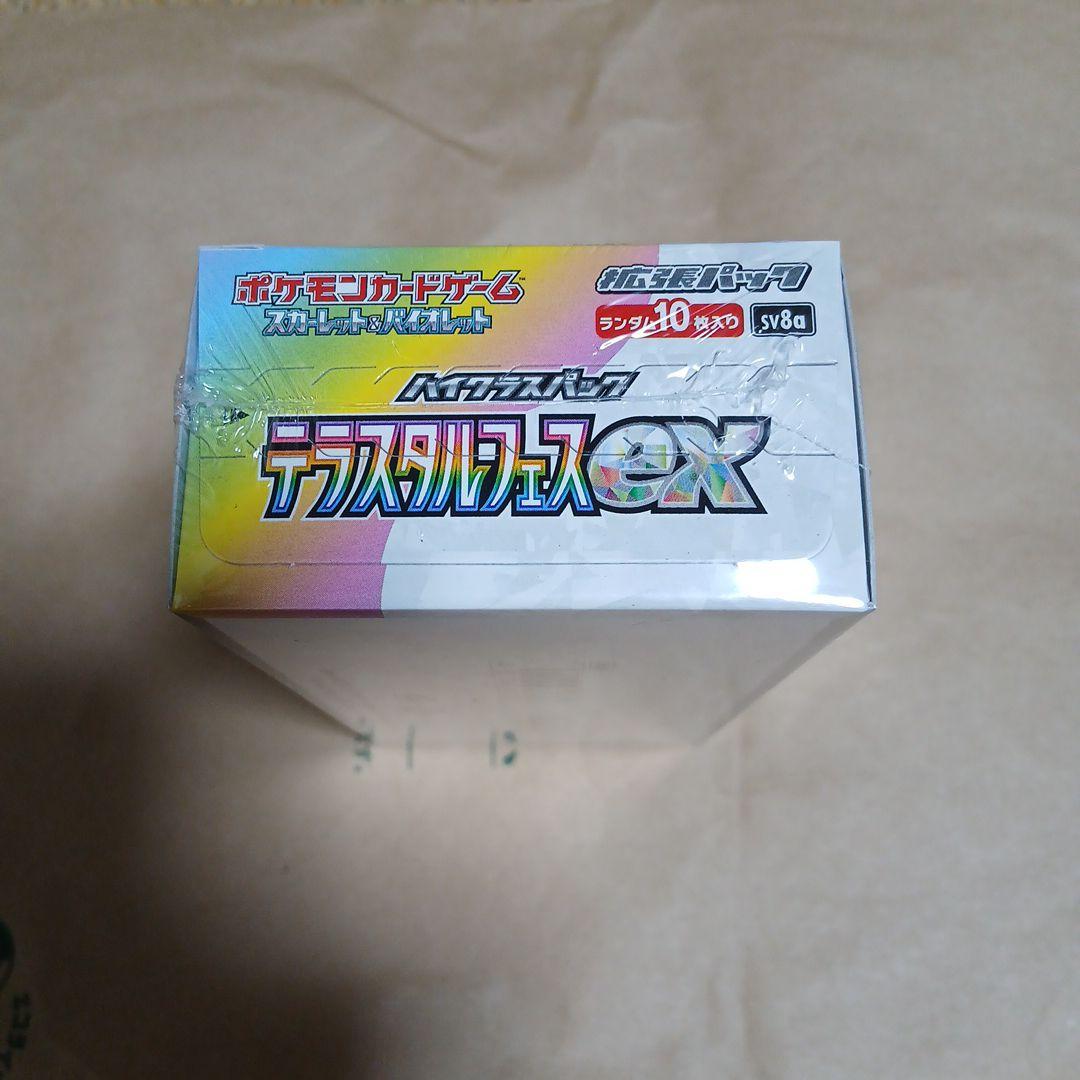 ポケモンカードゲーム™
スカーレット&バイオレット
拡張パック
ランダム10枚入り
sv8a
ハイクラスパック
テラスタルフェスex